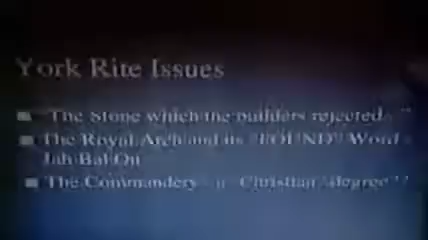 York Rite Issues
"The Stone which the builders rejected..."
The Royal Arch and its "FOUND" Word -
Jah Bal On
The Commandery - a "Christian" degree